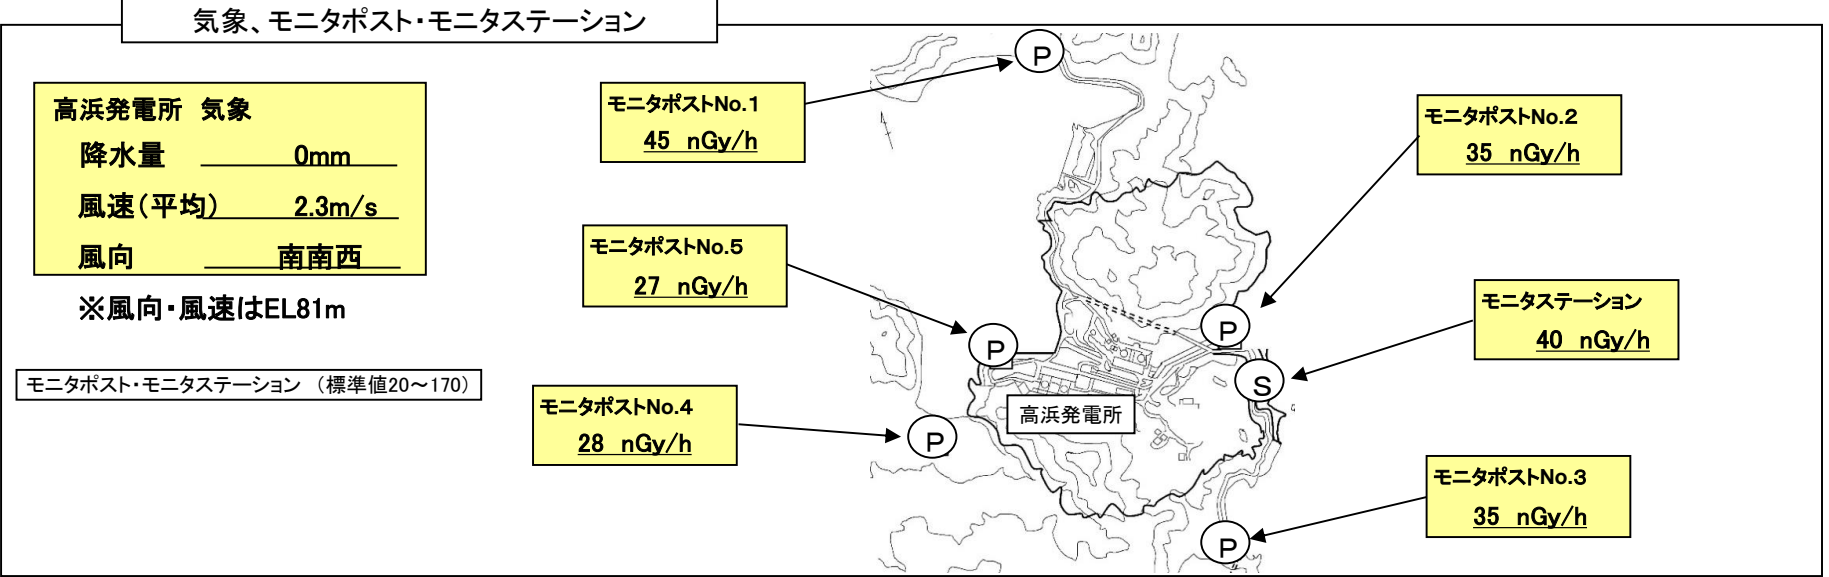 気象、モニタポスト・モニタステーション
高浜発電所 気象
降水量 0mm
風速(平均) 2.3m/s
風向 南南西
※風向・風速はEL81m
モニタポスト・モニタステーション (標準値20～170)
モニタポストNo.1
45 nGy/h
モニタポストNo.2
35 nGy/h
モニタポストNo.5
27 nGy/h
モニタステーション
40 nGy/h
モニタポストNo.4
28 nGy/h
モニタポストNo.3
35 nGy/h
P
P
P
S
P
P
高浜発電所